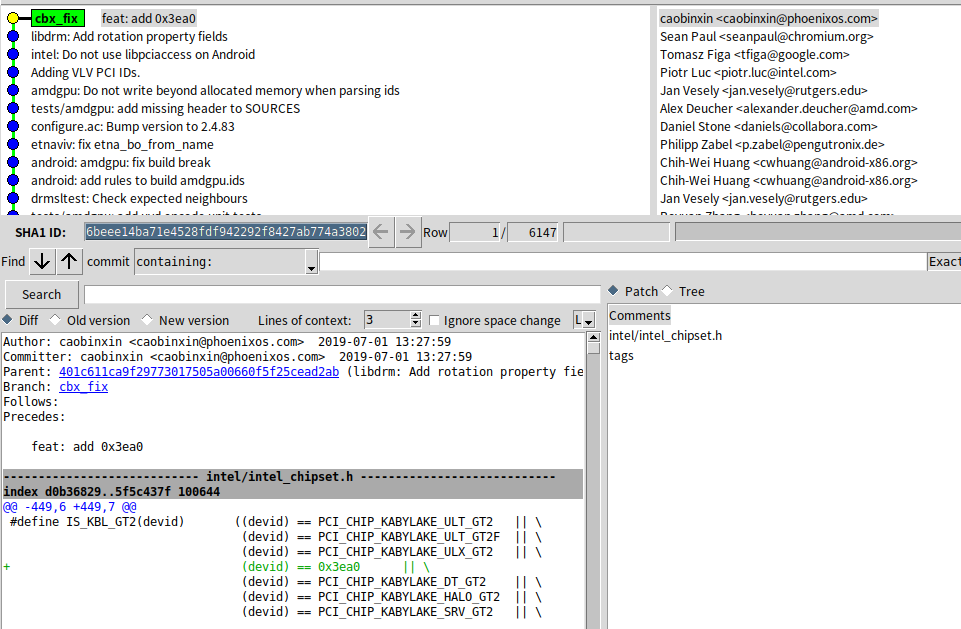 cbx_fix feat: add 0x3ea0 caobinxin <caobinxin@phoenixos.com>
libdrm: Add rotation property fields Sean Paul <seanpaul@chromium.org>
intel: Do not use libpciaccess on Android Tomasz Figa <tfiga@google.com>
Adding VLV PCI IDs. Piotr Luc <piotr.luc@intel.com>
amdgpu: Do not write beyond allocated memory when parsing ids Jan Vesely <jan.vesely@rutgers.edu>
tests/amdgpu: add missing header to SOURCES Alex Deucher <alexander.deucher@amd.com>
configure.ac: Bump version to 2.4.83 Daniel Stone <daniels@collabora.com>
etnaviv: fix etna_bo_from_name Philipp Zabel <p.zabel@pengutronix.de>
android: amdgpu: fix build break Chih-Wei Huang <cwhuang@android-x86.org>
android: add rules to build amdgpu.ids Chih-Wei Huang <cwhuang@android-x86.org>
drmsltest: Check expected neighbours Jan Vesely <jan.vesely@rutgers.edu>
SHA1 ID: 6beee14ba71e4528fdf942292f8427ab774a3802 Row 1 / 6147
Find commit containing: Exact
Search
Patch Tree
Diff Old version New version Lines of context: 3 Ignore space change L
Comments
intel/intel_chipset.h
tags
Author: caobinxin <caobinxin@phoenixos.com> 2019-07-01 13:27:59
Committer: caobinxin <caobinxin@phoenixos.com> 2019-07-01 13:27:59
Parent: 401c611ca9f29773017505a00660f5f25cead2ab (libdrm: Add rotation property fie
Branch: cbx_fix
Follows:
Precedes:
feat: add 0x3ea0
---------------------------- intel/intel_chipset.h ----------------------------
index d0b36829..5f5c437f 100644
@@ -449,6 +449,7 @@
#define IS_KBL_GT2(devid) ((devid) == PCI_CHIP_KABYLAKE_ULT_GT2 || \
(devid) == PCI_CHIP_KABYLAKE_ULT_GT2F || \
(devid) == PCI_CHIP_KABYLAKE_ULX_GT2 || \
+ (devid) == 0x3ea0 || \
(devid) == PCI_CHIP_KABYLAKE_DT_GT2 || \
(devid) == PCI_CHIP_KABYLAKE_HALO_GT2 || \
(devid) == PCI_CHIP_KABYLAKE_SRV_GT2 || \